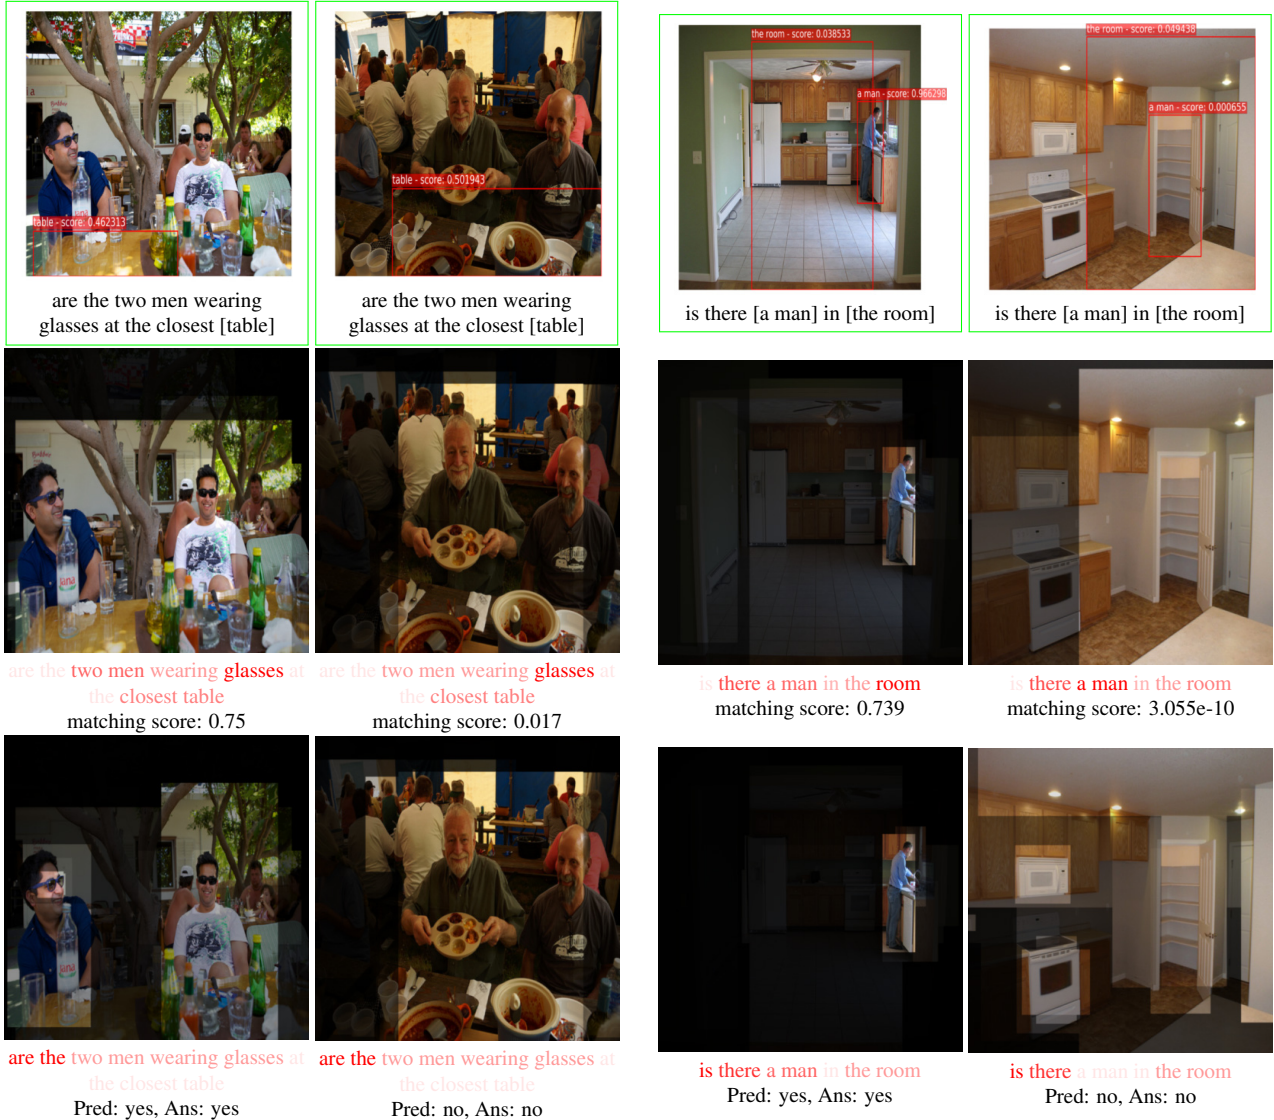 table - score: 0.462313
are the two men wearing
glasses at the closest [table]
table - score: 0.501943
are the two men wearing
glasses at the closest [table]
the room - score: 0.038533
a man - score: 0.966298
is there [a man] in [the room]
the room - score: 0.049438
a man - score: 0.000655
is there [a man] in [the room]
Jana
are the two men wearing glasses at
the closest table
matching score: 0.75
are the two men wearing glasses at
the closest table
matching score: 0.017
is there a man in the room
matching score: 0.739
is there a man in the room
matching score: 3.055e-10
Jana
are the two men wearing glasses at
the closest table
Pred: yes, Ans: yes
are the two men wearing glasses at
the closest table
Pred: no, Ans: no
is there a man in the room
Pred: yes, Ans: yes
is there a man in the room
Pred: no, Ans: no